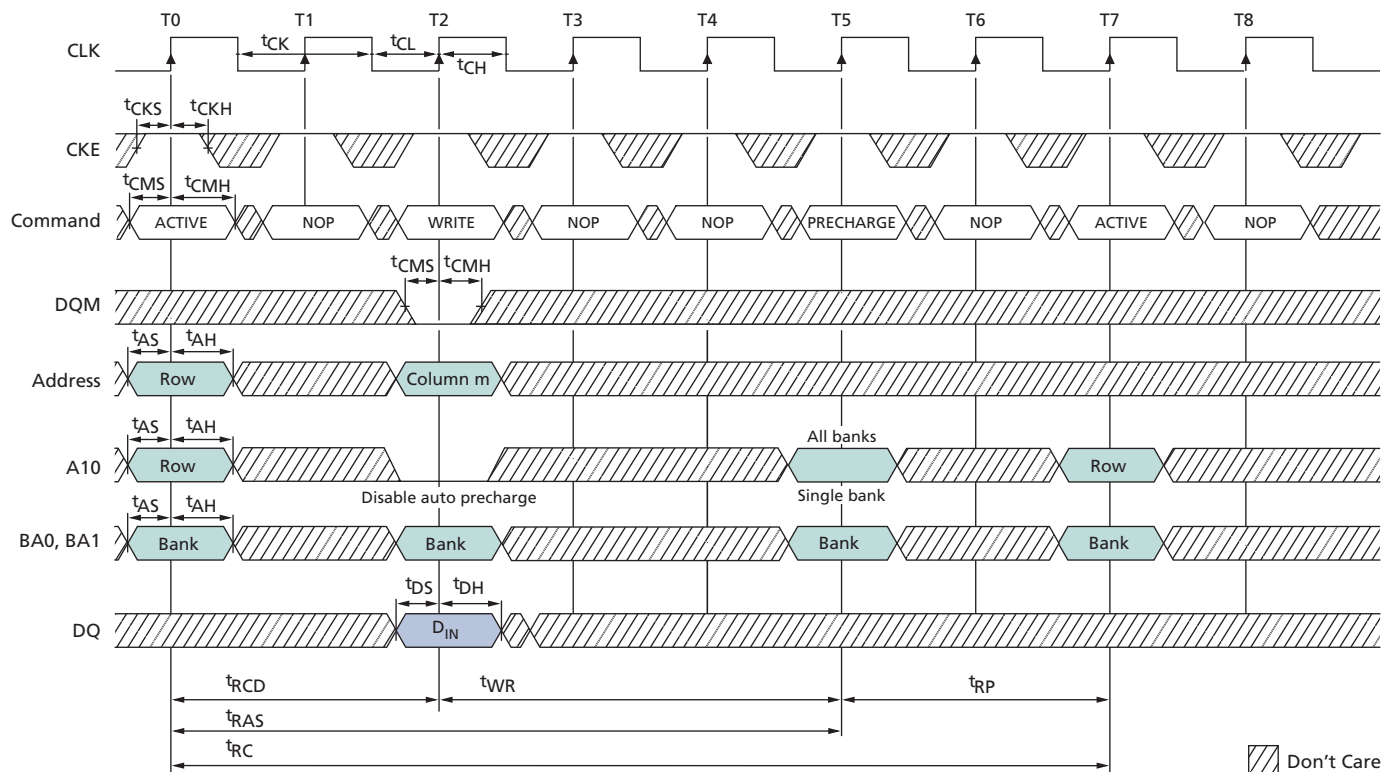 T0 T1 T2 T3 T4 T5 T6 T7 T8
CLK
tCK tCL
tCH
tCKS tCKH
CKE
tCMS tCMH
Command ACTIVE NOP WRITE NOP NOP PRECHARGE NOP ACTIVE NOP
tCMS tCMH
DQM
tAS tAH
Address Row Column m
tAS tAH
All banks
A10 Row Row
Disable auto precharge Single bank
tAS tAH
BA0, BA1 Bank Bank Bank Bank
tDS tDH
DQ DIN
tRCD tWR tRP
tRAS
tRC
Don't Care